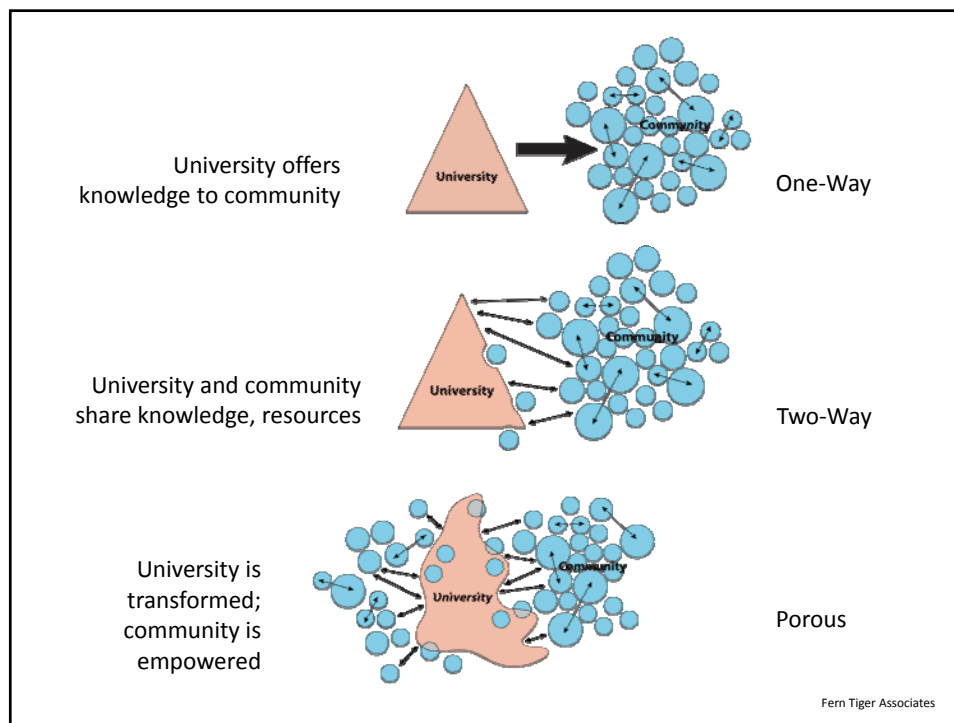 University offers
knowledge to community
University
Community
One-Way
University and community
share knowledge, resources
University
Community
Two-Way
University is
transformed;
community is
empowered
University
Community
Porous
Fern Tiger Associates